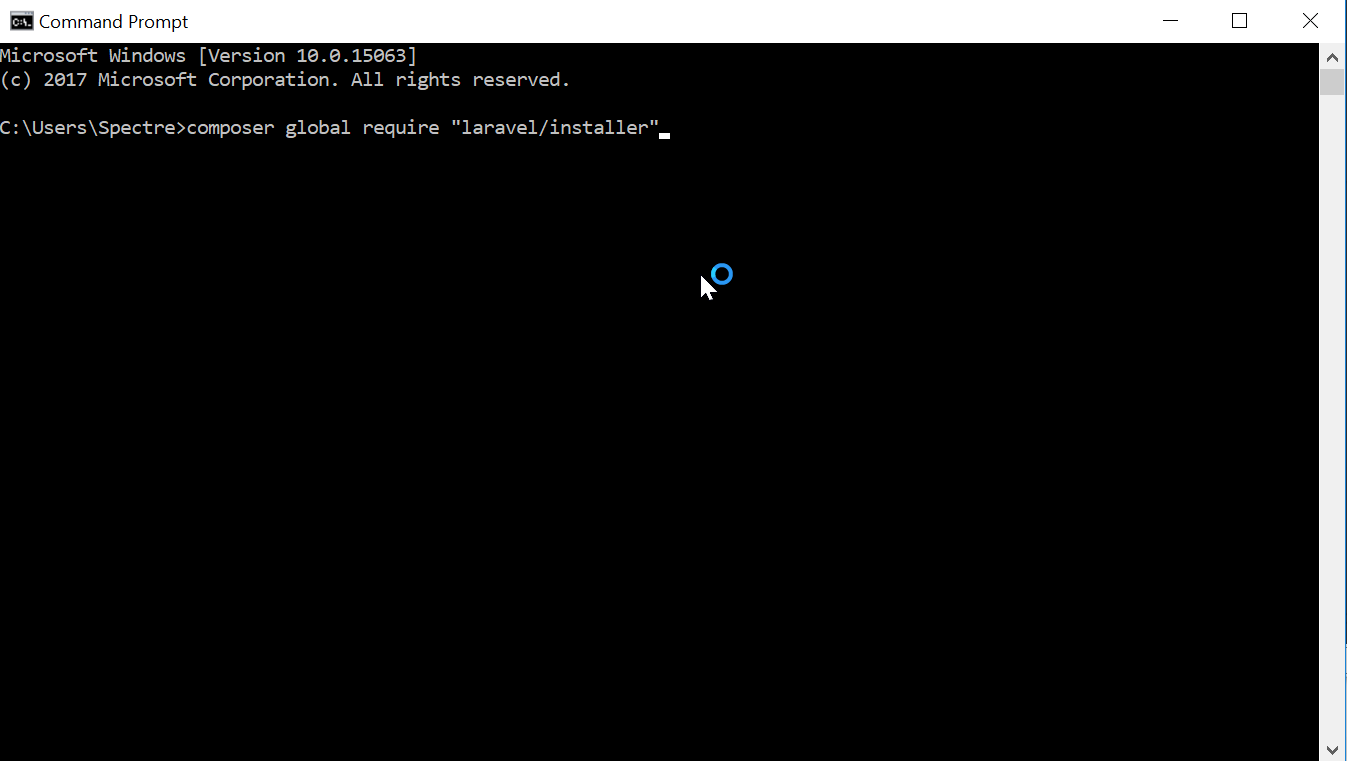 Command Prompt
Microsoft Windows [Version 10.0.15063]
(c) 2017 Microsoft Corporation. All rights reserved.
C:\Users\Spectre>composer global require "laravel/installer"